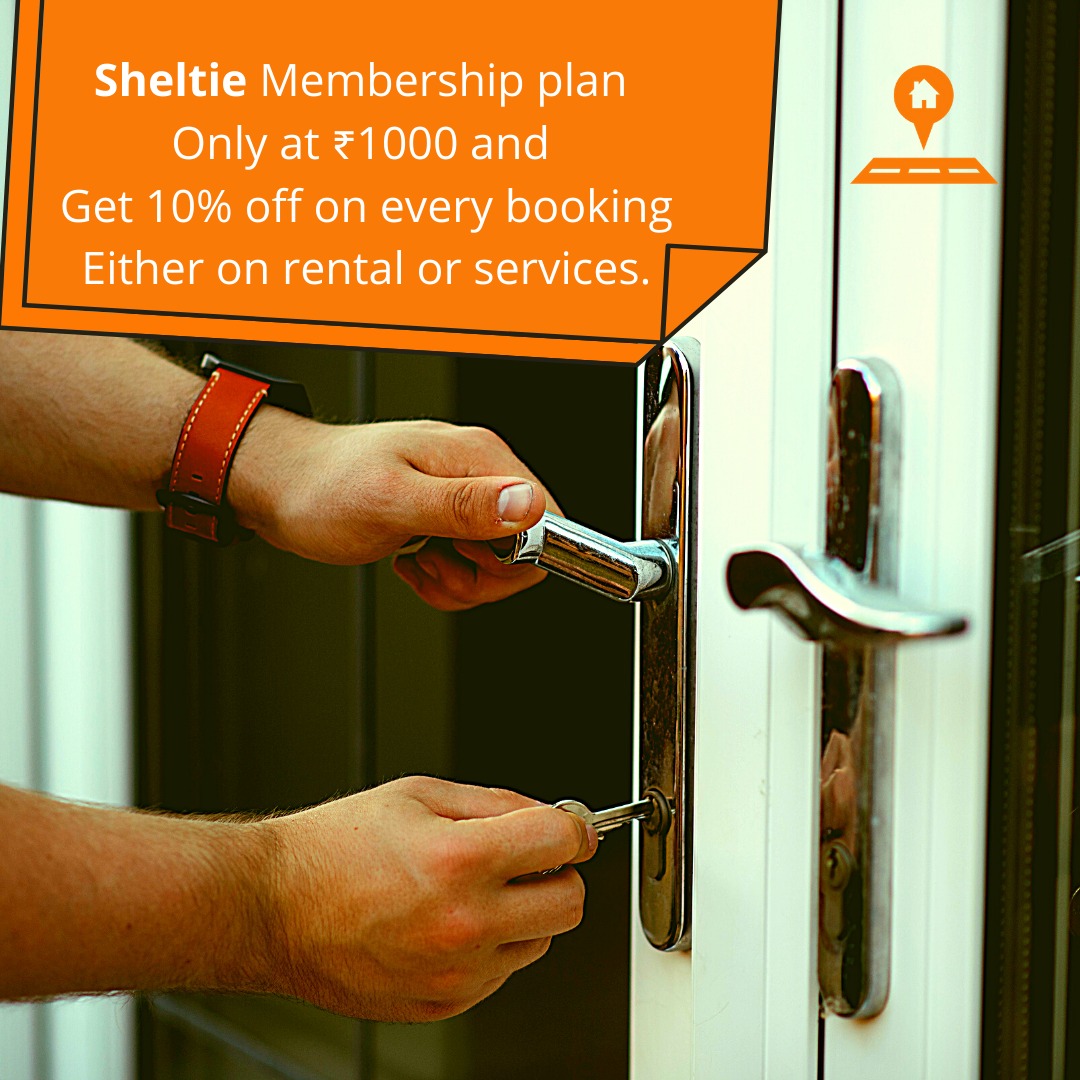 Sheltie Membership plan
Only at ₹1000 and
Get 10% off on every booking
Either on rental or services.